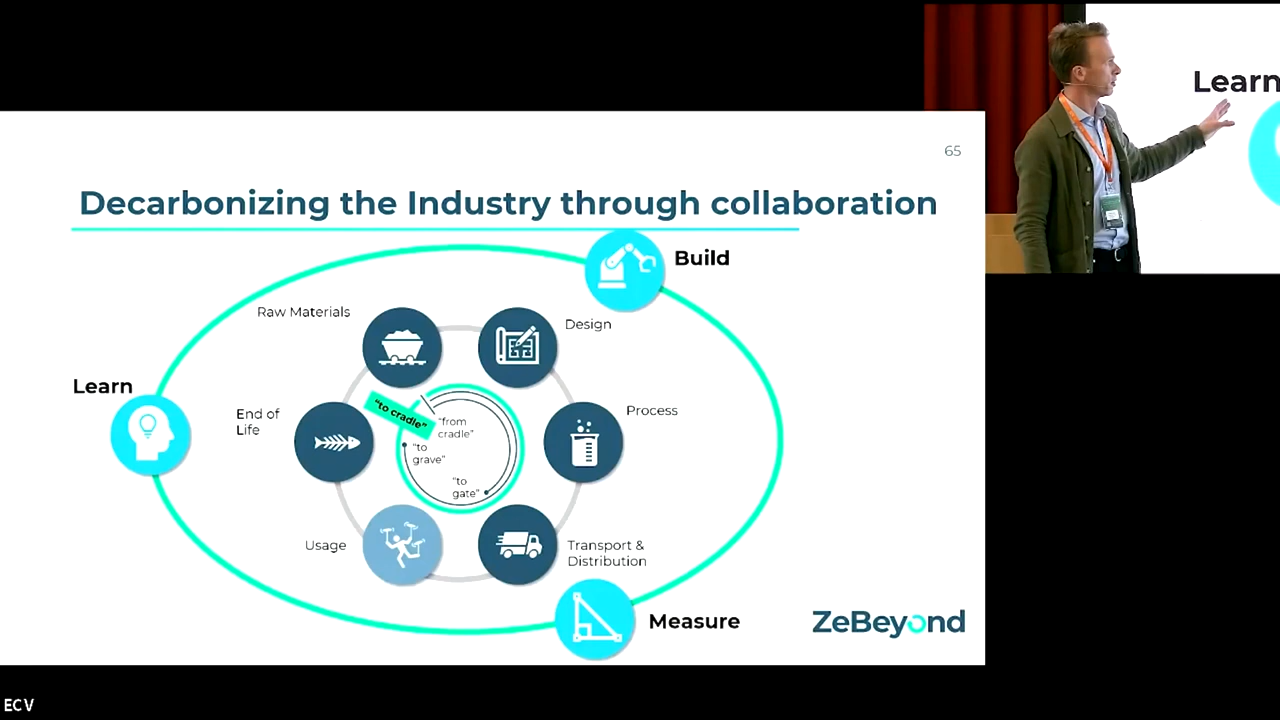 Learn
65
Decarbonizing the Industry through collaboration
Build
Raw Materials
Design
Learn
End of
Life
Process
"to cradle"
"from
cradle"
"to
grave"
"to
gate"
Usage
Transport &
Distribution
Measure
ZeBeyond
ECV